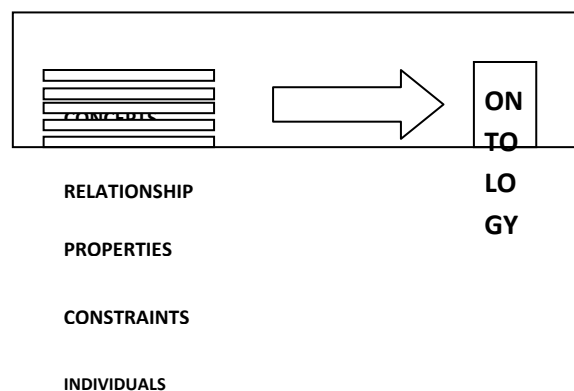 CONCEPTS
RELATIONSHIP
PROPERTIES
CONSTRAINTS
INDIVIDUALS
ON
TO
LO
GY